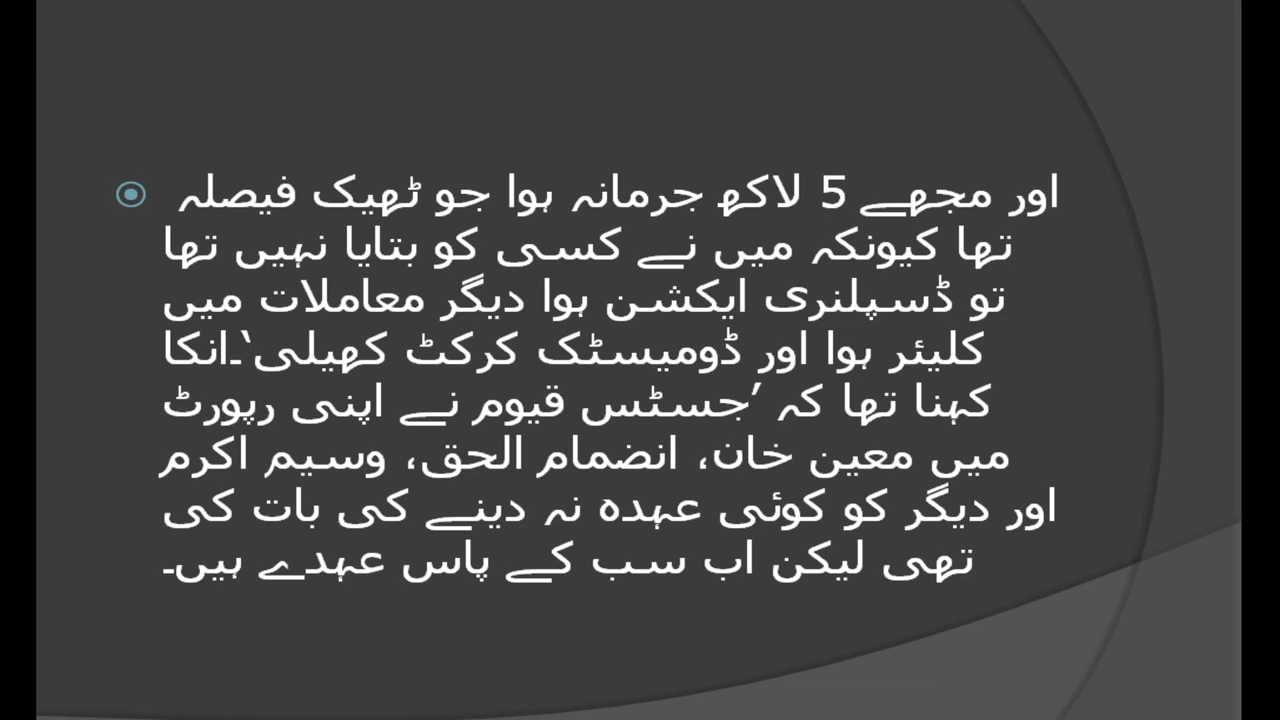 اور مجھے 5 لاکھ جرمانہ ہوا جو ٹھیک فیصلہ
تھا کیونکہ میں نے کسی کو بتایا نہیں تھا
تو ڈسپلنری ایکشن ہوا دیگر معاملات میں
کلیئر ہوا اور ڈومیسٹک کرکٹ کھیلی‘۔انکا
کہنا تھا کہ ’جسٹس قیوم نے اپنی رپورٹ
میں معین خان، انضمام الحق، وسیم اکرم
اور دیگر کو کوئی عہدہ نہ دینے کی بات کی
تھی لیکن اب سب کے پاس عہدے ہیں۔